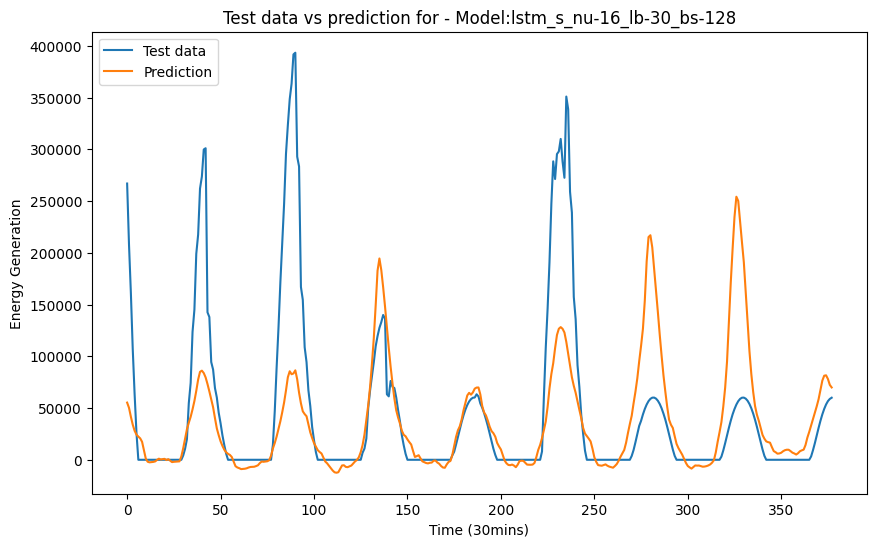 Test data vs prediction for - Model:lstm_s_nu-16_lb-30_bs-128
Test data
Prediction
400000
350000
300000
250000
200000
150000
100000
50000
0
Energy Generation
0 50 100 150 200 250 300 350
Time (30mins)